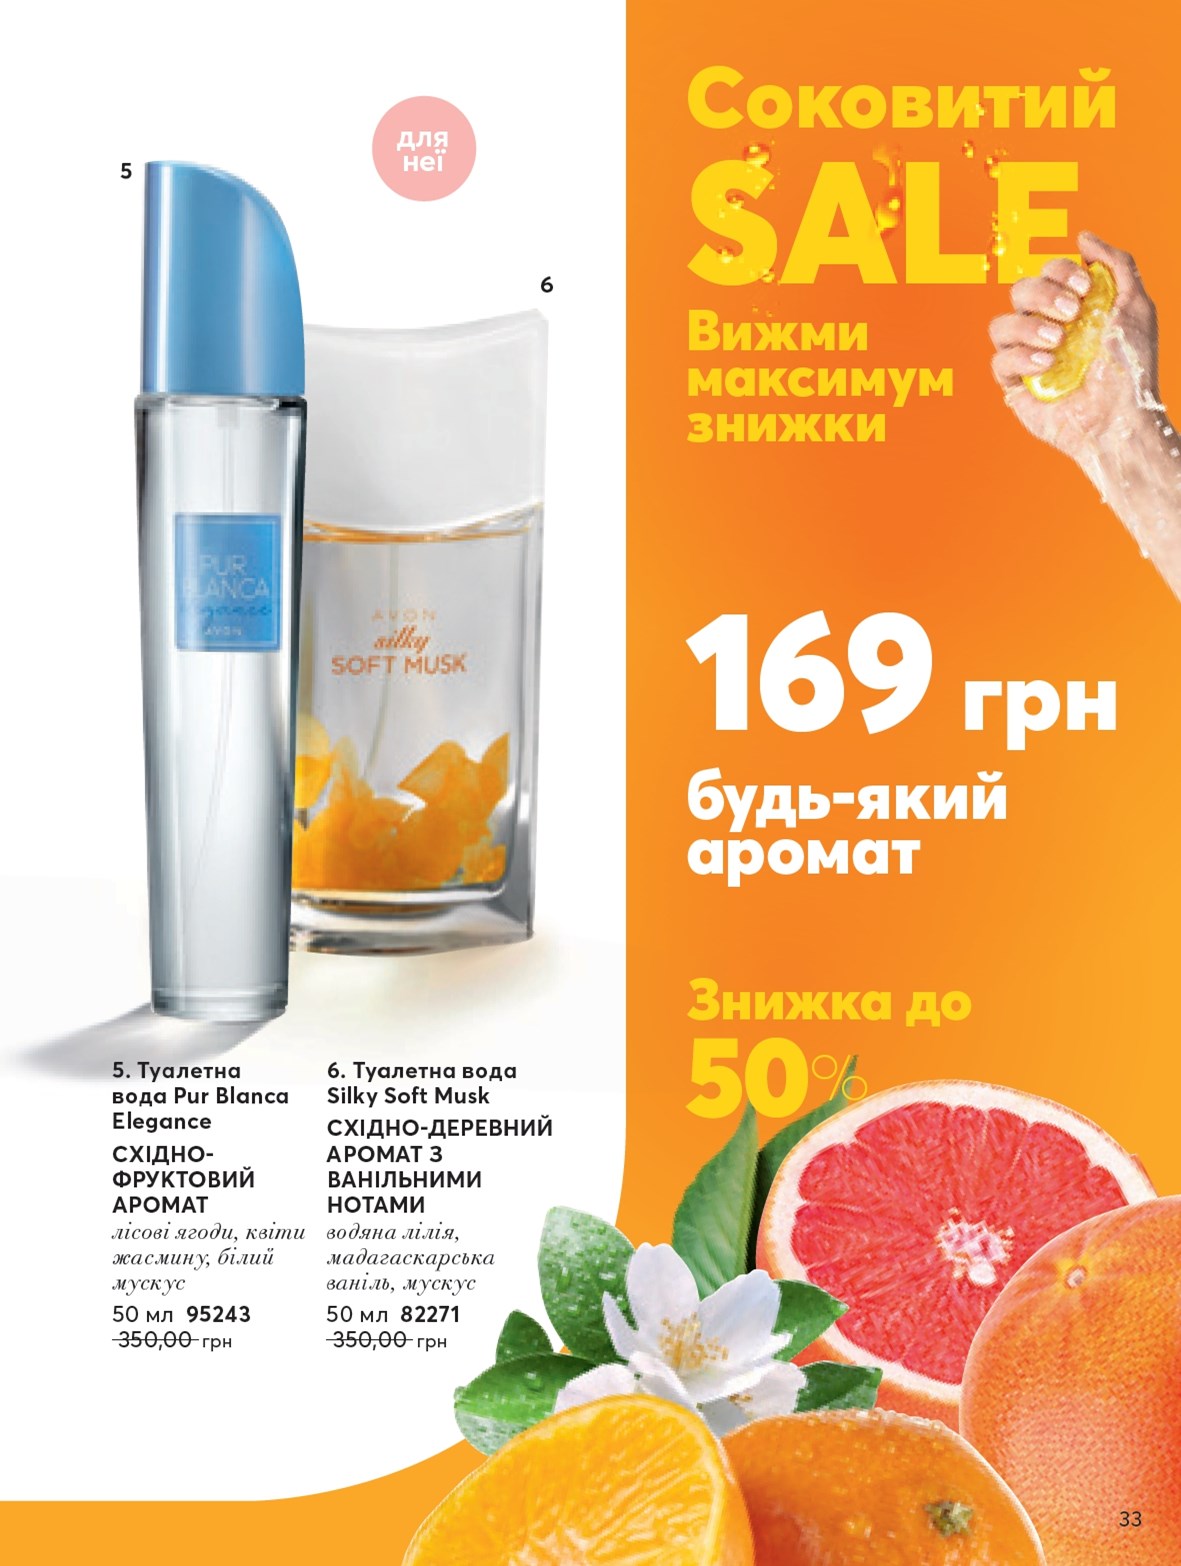 для
неї
5
6
PUR
BLANCA
elegance
AVON
AVON
silky
SOFT MUSK
5. Туалетна
вода Pur Blanca
Elegance
СХІДНО-
ФРУКТОВИЙ
АРОМАТ
лісові ягоди, квіти
жасмину, білий
мускус
50 мл 95243
350,00 грн
6. Туалетна вода
Silky Soft Musk
СХІДНО-ДЕРЕВНИЙ
АРОМАТ З
ВАНІЛЬНИМИ
НОТАМИ
водяна лілія,
мадагаскарська
ваніль, мускус
50 мл 82271
350,00 грн
Соковитий
SALE
Вижми
максимум
знижки
169 грн
будь-який
аромат
Знижка до
50%
33